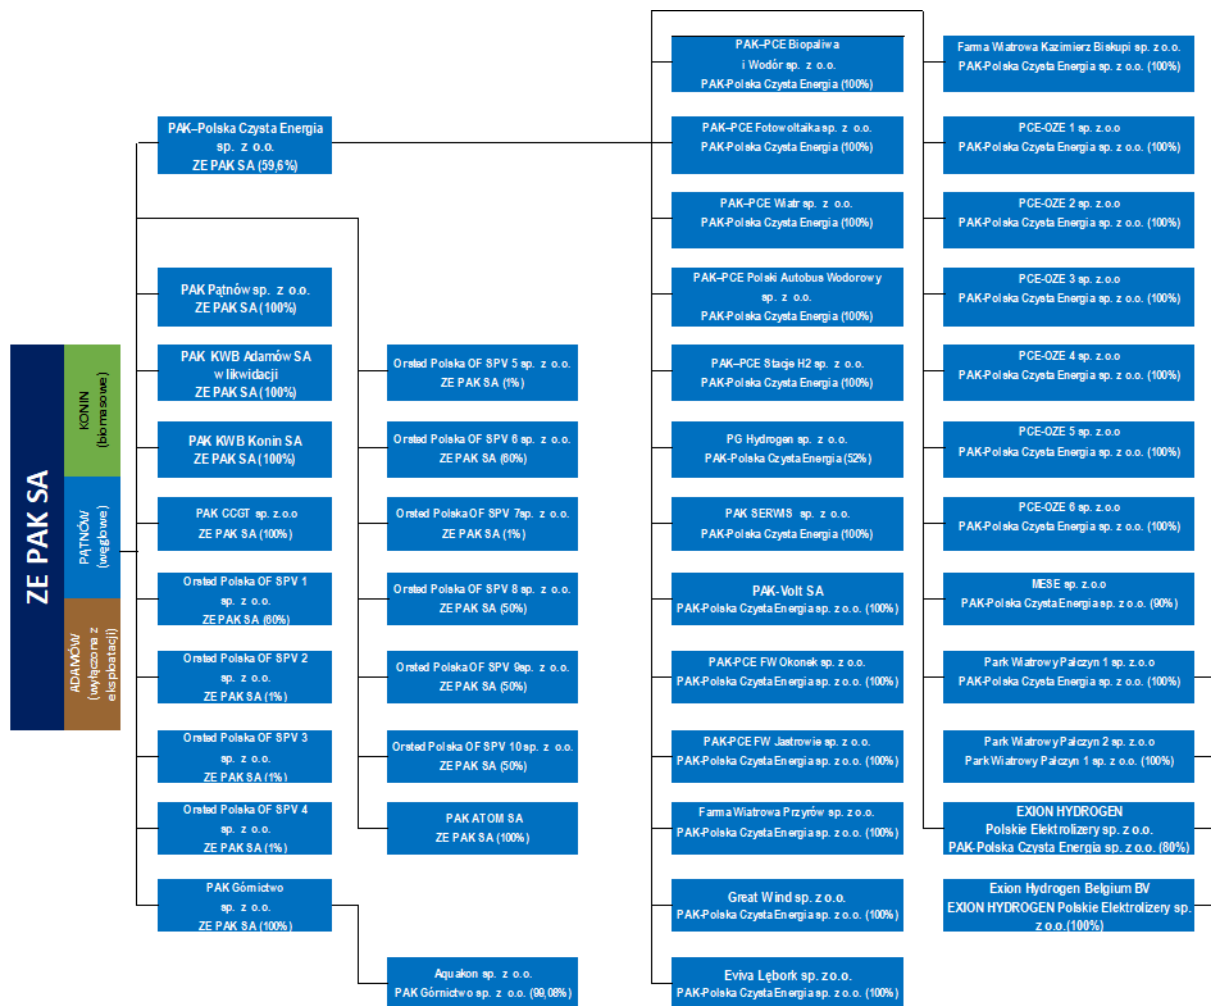 ZE PAK SA
KONIN
(biomasowe)
PĄTNÓW
(węglowe)
ADAMÓW
(wyłączona z
eksploatacji)
PAK–Polska Czysta Energia
sp. z o.o.
ZE PAK SA (59,6%)
PAK Pątnów sp. z o.o.
ZE PAK SA (100%)
PAK KWB Adamów SA
w likwidacji
ZE PAK SA (100%)
PAK KWB Konin SA
ZE PAK SA (100%)
PAK CCGT sp. z.o.o
ZE PAK SA (100%)
Orsted Polska OF SPV 1
sp. z o.o.
ZE PAK SA (60%)
Orsted Polska OF SPV 2
sp. z o.o.
ZE PAK SA (1%)
Orsted Polska OF SPV 3
sp. z o.o.
ZE PAK SA (1%)
Orsted Polska OF SPV 4
sp. z o.o.
ZE PAK SA (1%)
PAK Górnictwo
sp. z o.o.
ZE PAK SA (100%)
Orsted Polska OF SPV 5 sp. z o.o.
ZE PAK SA (1%)
Orsted Polska OF SPV 6 sp. z o.o.
ZE PAK SA (60%)
Orsted Polska OF SPV 7sp. z o.o.
ZE PAK SA (1%)
Orsted Polska OF SPV 8 sp. z o.o.
ZE PAK SA (50%)
Orsted Polska OF SPV 9sp. z o.o.
ZE PAK SA (50%)
Orsted Polska OF SPV 10 sp. z o.o.
ZE PAK SA (50%)
PAK ATOM SA
ZE PAK SA (100%)
Aquakon sp. z o.o.
PAK Górnictwo sp. z o.o. (99,08%)
PAK–PCE Biopaliwa
i Wodór sp. z o.o.
PAK-Polska Czysta Energia (100%)
PAK–PCE Fotowoltaika sp. z o.o.
PAK-Polska Czysta Energia (100%)
PAK–PCE Wiatr sp. z o.o.
PAK-Polska Czysta Energia (100%)
PAK–PCE Polski Autobus Wodorowy
sp. z o.o.
PAK-Polska Czysta Energia (100%)
PAK–PCE Stacje H2 sp. z o.o.
PAK-Polska Czysta Energia (100%)
PG Hydrogen sp. z o.o.
PAK-Polska Czysta Energia (52%)
PAK SERWIS sp. z o.o.
PAK-Polska Czysta Energia (100%)
PAK-Volt SA
PAK-Polska Czysta Energia sp. z o.o. (100%)
PAK-PCE FW Okonek sp. z o.o.
PAK-Polska Czysta Energia sp. z o.o. (100%)
PAK-PCE FW Jastrowie sp. z o.o.
PAK-Polska Czysta Energia sp. z o.o. (100%)
Farma Wiatrowa Przyrów sp. z o.o.
PAK-Polska Czysta Energia sp. z o.o. (100%)
Great Wind sp. z o.o.
PAK-Polska Czysta Energia sp. z o.o. (100%)
Eviva Lębork sp. z o.o.
PAK-Polska Czysta Energia sp. z o.o. (100%)
Farma Wiatrowa Kazimierz Biskupi sp. z o.o.
PAK-Polska Czysta Energia sp. z o.o. (100%)
PCE-OZE 1 sp. z.o.o
PAK-Polska Czysta Energia sp. z o.o. (100%)
PCE-OZE 2 sp. z.o.o
PAK-Polska Czysta Energia sp. z o.o. (100%)
PCE-OZE 3 sp. z.o.o
PAK-Polska Czysta Energia sp. z o.o. (100%)
PCE-OZE 4 sp. z.o.o
PAK-Polska Czysta Energia sp. z o.o. (100%)
PCE-OZE 5 sp. z.o.o
PAK-Polska Czysta Energia sp. z o.o. (100%)
PCE-OZE 6 sp. z.o.o
PAK-Polska Czysta Energia sp. z o.o. (100%)
MESE sp. z.o.o
PAK-Polska Czysta Energia sp. z o.o. (90%)
Park Wiatrowy Pałczyn 1 sp. z.o.o
PAK-Polska Czysta Energia sp. z o.o. (100%)
Park Wiatrowy Pałczyn 2 sp. z.o.o
Park Wiatrowy Pałczyn 1 sp. z o.o. (100%)
EXION HYDROGEN
Polskie Elektrolizery sp. z o.o.
PAK-Polska Czysta Energia sp. z o.o. (80%)
Exion Hydrogen Belgium BV
EXION HYDROGEN Polskie Elektrolizery sp.
z o.o.(100%)